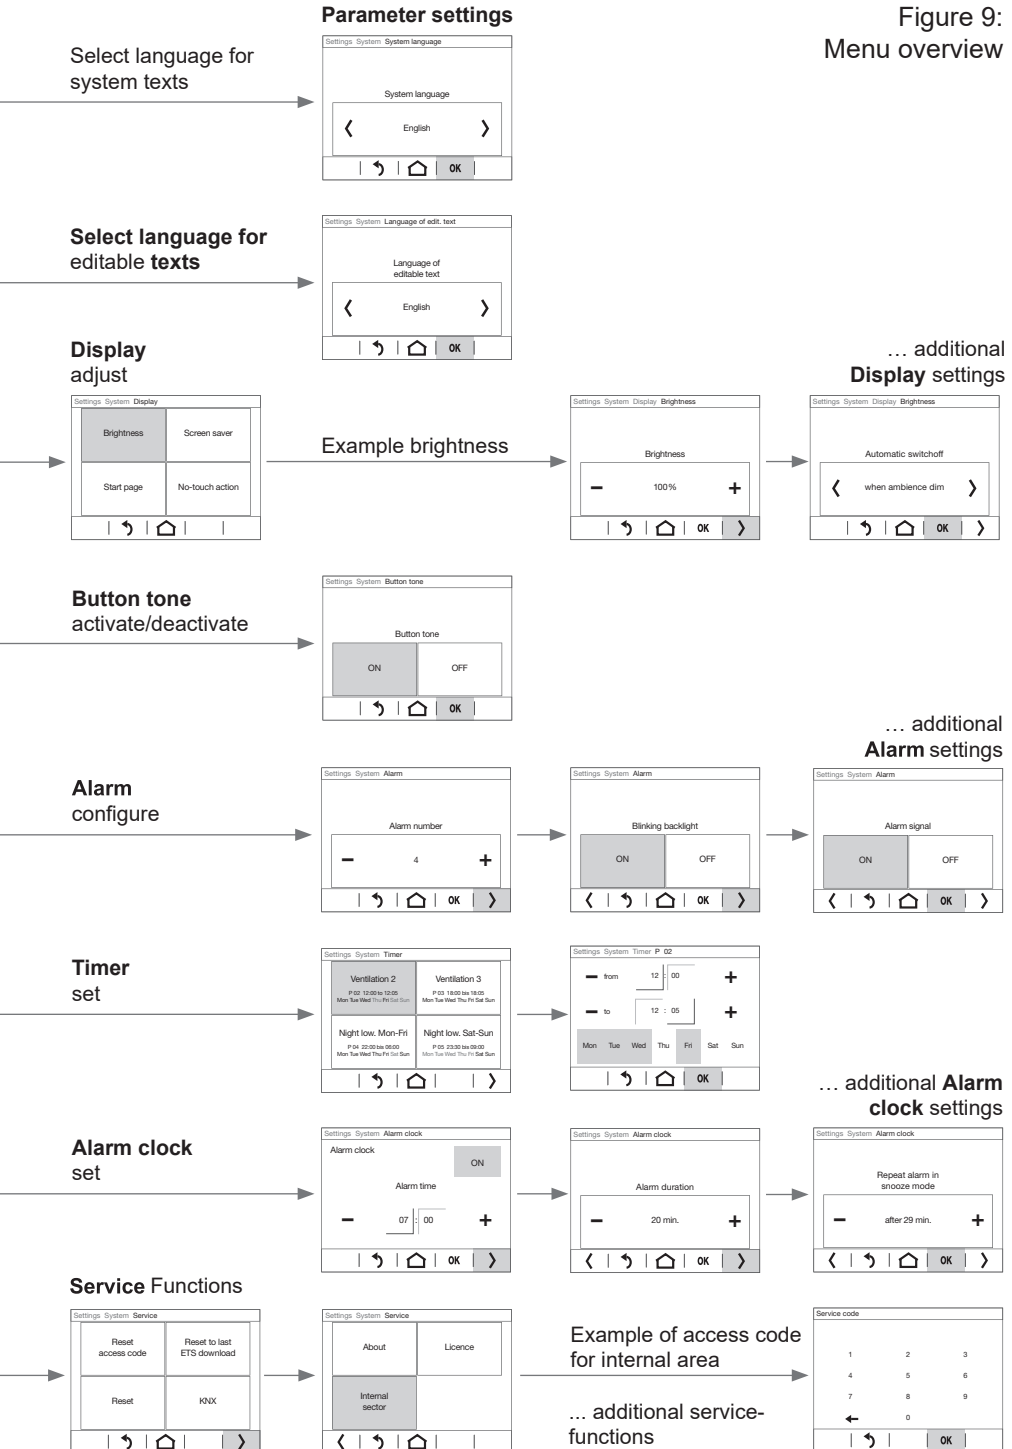 Parameter settings
Figure 9:
Menu overview
Select language for
system texts
Settings System System language
System language
English
OK
Select language for
editable texts
Settings System Language of edit. text
Language of
editable text
English
OK
Display
adjust
… additional
Display settings
Settings System Display
Brightness Screen saver
Start page No-touch action
Example brightness
Settings System Display Brightness
Brightness
− 100% +
OK
Settings System Display Brightness
Automatic switchoff
when ambience dim
OK
Button tone
activate/deactivate
Settings System Button tone
Button tone
ON OFF
OK
… additional
Alarm settings
Alarm
configure
Settings System Alarm
Alarm number
− 4 +
OK
Settings System Alarm
Blinking backlight
ON OFF
OK
Settings System Alarm
Alarm signal
ON OFF
OK
Timer
set
Settings System Timer
Ventilation 2
P 02 12:00 to 12:05
Mon Tue Wed Thu Fri Sat Sun
Ventilation 3
P 03 18:00 bis 18:05
Mon Tue Wed Thu Fri Sat Sun
Night low. Mon-Fri
P 04 22:00 bis 06:00
Mon Tue Wed Thu Fri Sat Sun
Night low. Sat-Sun
P 05 23:30 bis 09:00
Mon Tue Wed Thu Fri Sat Sun
Settings System Timer P 02
− from 12 : 00 +
− to 12 : 05 +
Mon Tue Wed Thu Fri Sat Sun
OK
… additional Alarm
clock settings
Alarm clock
set
Settings System Alarm clock
Alarm clock
ON
Alarm time
− 07 : 00 +
OK
Settings System Alarm clock
Alarm duration
− 20 min. +
OK
Settings System Alarm clock
Repeat alarm in
snooze mode
− after 29 min. +
OK
Service Functions
Settings System Service
Reset
access code
Reset to last
ETS download
Reset KNX
Settings System Service
About Licence
Internal
sector
Example of access code
for internal area
... additional service-
functions
Service code
1 2 3
4 5 6
7 8 9
0
OK